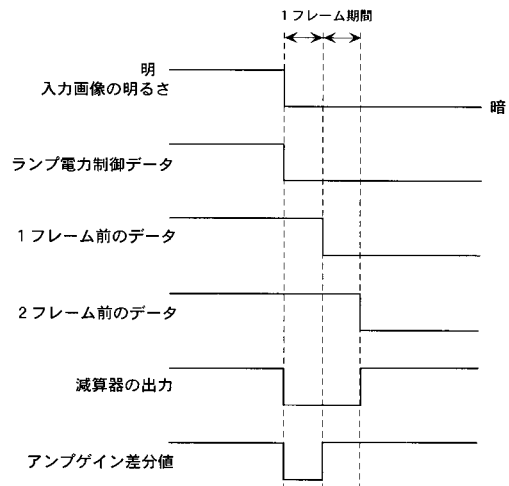 1フレーム期間
明
入力画像の明るさ
暗
ランプ電力制御データ
1フレーム前のデータ
2フレーム前のデータ
減算器の出力
アンプゲイン差分値